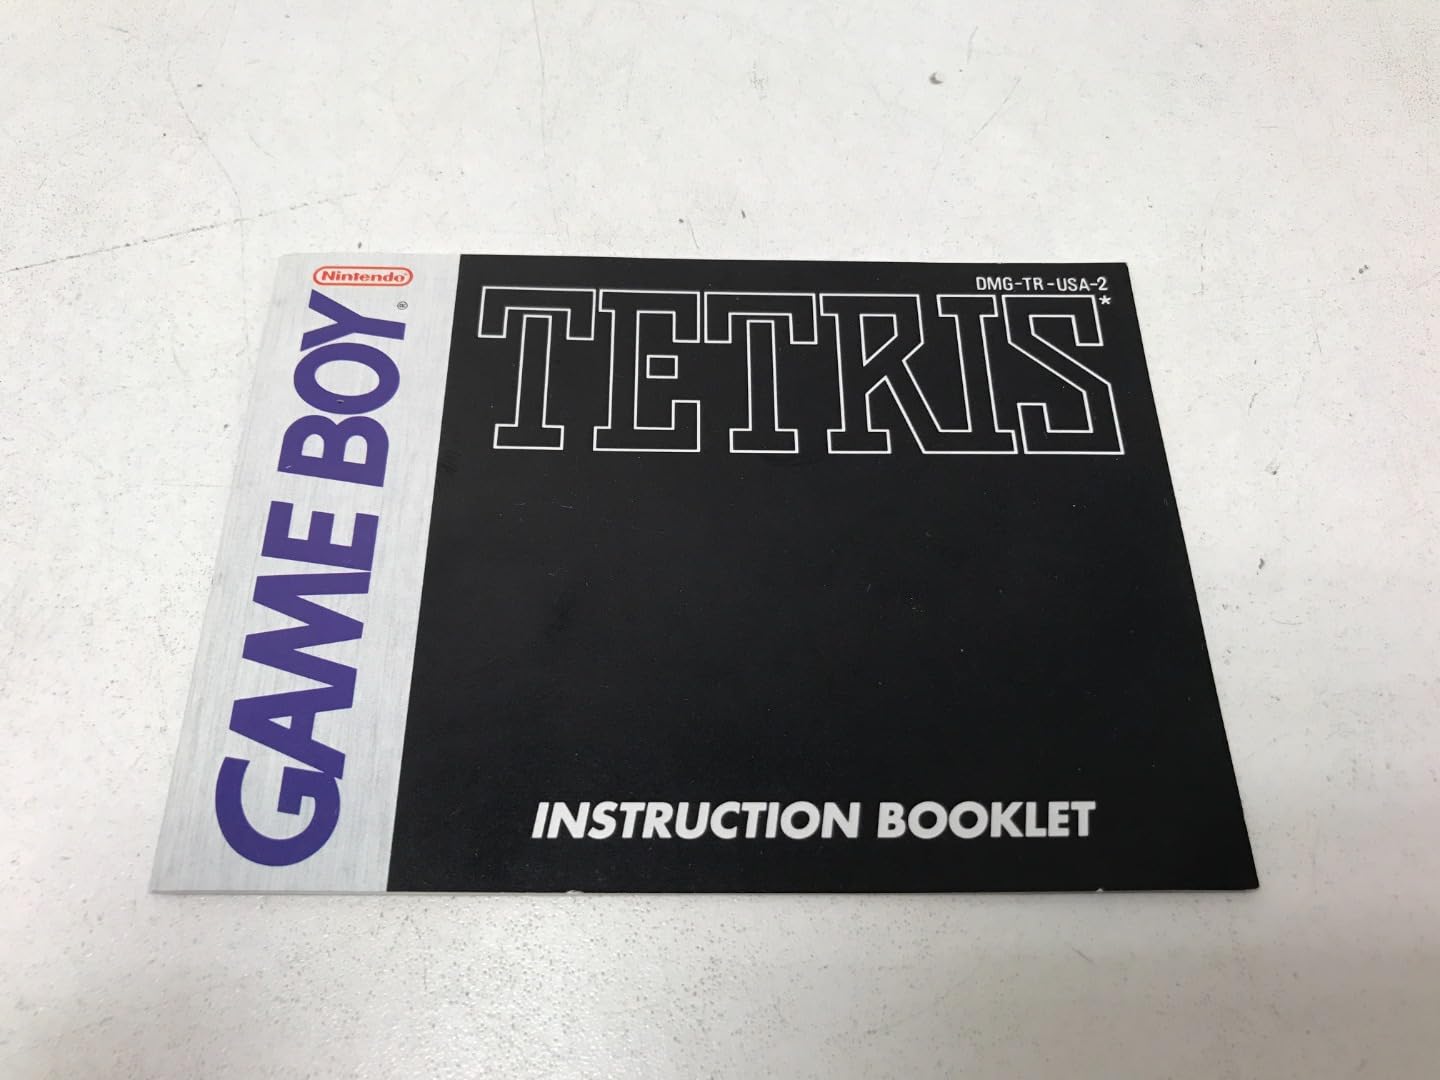 Nintendo
GAME BOY®
DMG-TR-USA-2
TETRIS*
INSTRUCTION BOOKLET